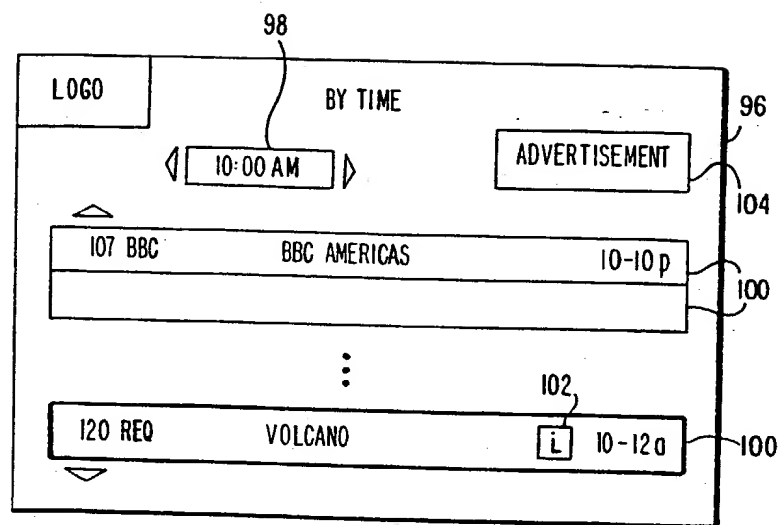 98
LOGO
BY TIME
96
10:00 AM
ADVERTISEMENT
104
107 BBC BBC AMERICAS 10-10 p
100
102
120 REQ VOLCANO i 10-12 a
100